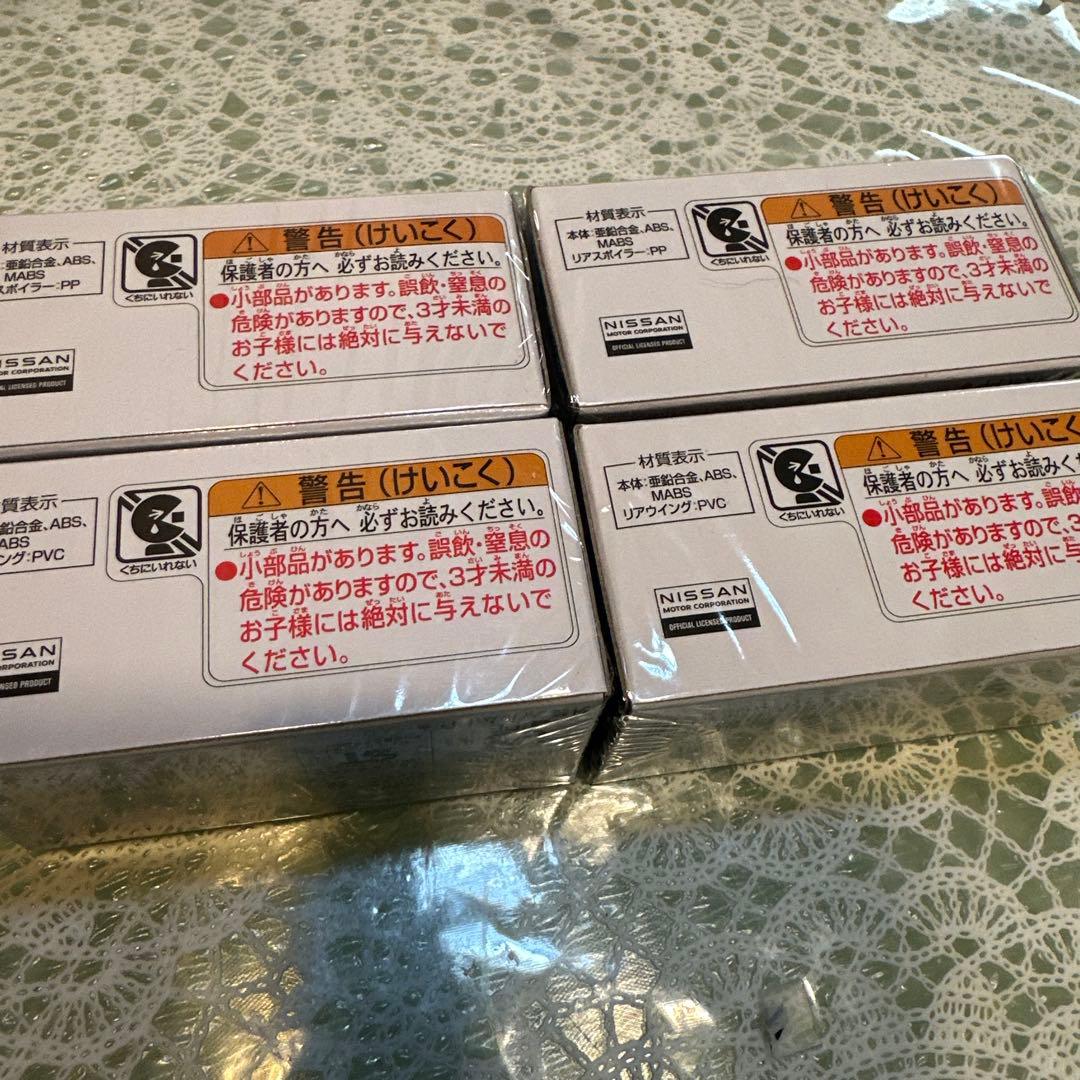 材質表示
:亜鉛合金、ABS、
MABS
スポイラー:PP
くちにいれない
警告(けいこく)
保護者の方へ 必ずお読みください。
●小部品があります。誤飲・窒息の
危険がありますので、3才未満の
お子様には絶対に与えないで
ください。
ISSAN
MOTOR CORPORATION
AL LICENSED PRODUCT
材質表示
本体:亜鉛合金、ABS、
MABS
リアスポイラー:PP
くちにいれない
警告(けいこく)
保護者の方へ 必ずお読みください。
●小部品があります。誤飲・窒息の
危険がありますので、3才未満の
お子様には絶対に与えないで
ください。
NISSAN
MOTOR CORPORATION
OFFICIAL LICENSED PRODUCT
質表示
鉛合金、ABS、
ABS
ング:PVC
くちにいれない
警告(けいこく)
保護者の方へ 必ずお読みください。
●小部品があります。誤飲・窒息の
危険がありますので、3才未満の
お子様には絶対に与えないで
ください。
SSAN
CORPORATION
ENSED PRODUCT
材質表示
本体:亜鉛合金、ABS、
MABS
リアウイング:PVC
くちにいれない
警告(けいこく
保護者の方へ 必ずお読みくだ
●小部品があります。誤飲
危険がありますので、3
お子様には絶対に与
ください。
NISSAN
MOTOR CORPORATION
OFFICIAL LICENSED PRODUCT